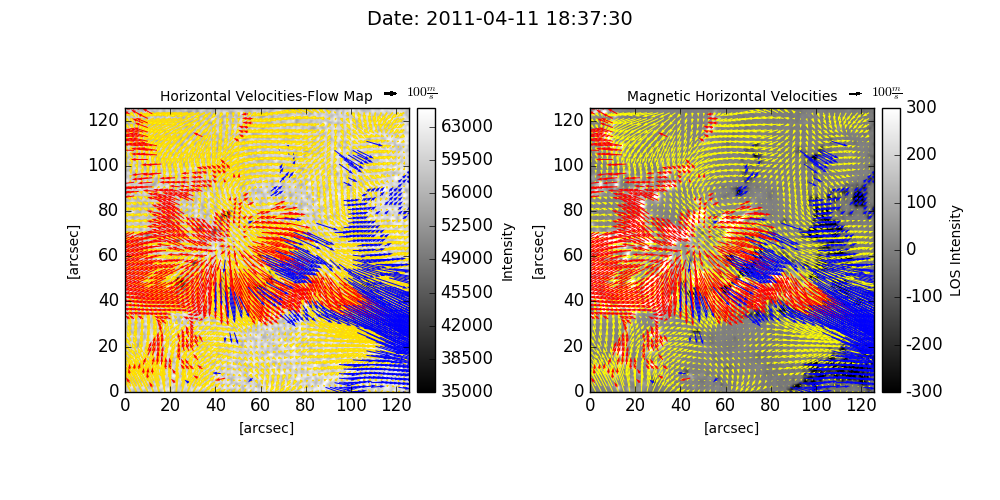 Date: 2011-04-11 18:37:30
Horizontal Velocities-Flow Map
100 m/s
Magnetic Horizontal Velocities
100 m/s
120
100
80
60
40
20
0
[arcsec]
0 20 40 60 80 100 120
[arcsec]
63000
59500
56000
52500
49000
45500
42000
38500
35000
Intensity
120
100
80
60
40
20
0
[arcsec]
0 20 40 60 80 100 120
[arcsec]
300
200
100
0
-100
-200
-300
LOS Intensity